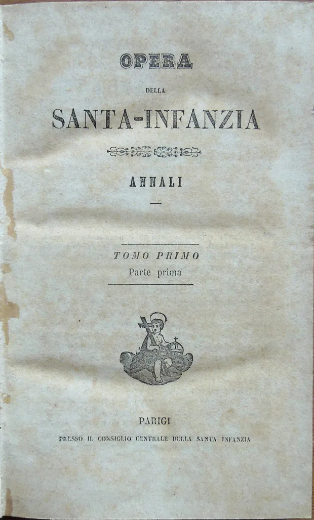 OPERA
DELLA
SANTA-INFANZIA
ANNALI
TOMO PRIMO
Parte prima
PARIGI
PRESSO IL CONSIGLIO CENTRALE DELLA SANTA INFANZIA